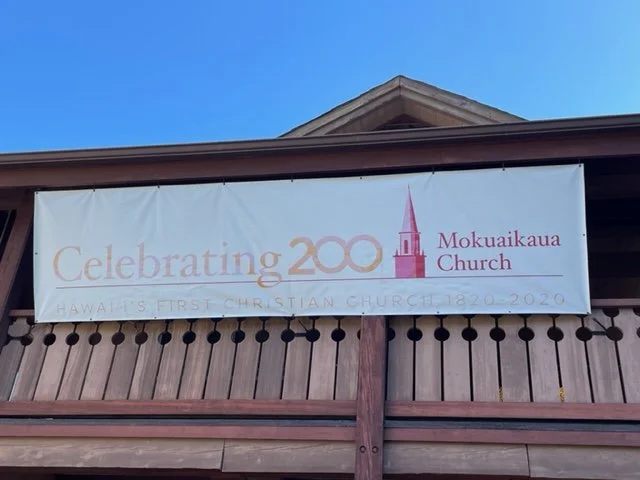 Celebrating 200
Mokuaikaua
Church
HAWAII'S FIRST CHRISTIAN CHURCH 1820-2020